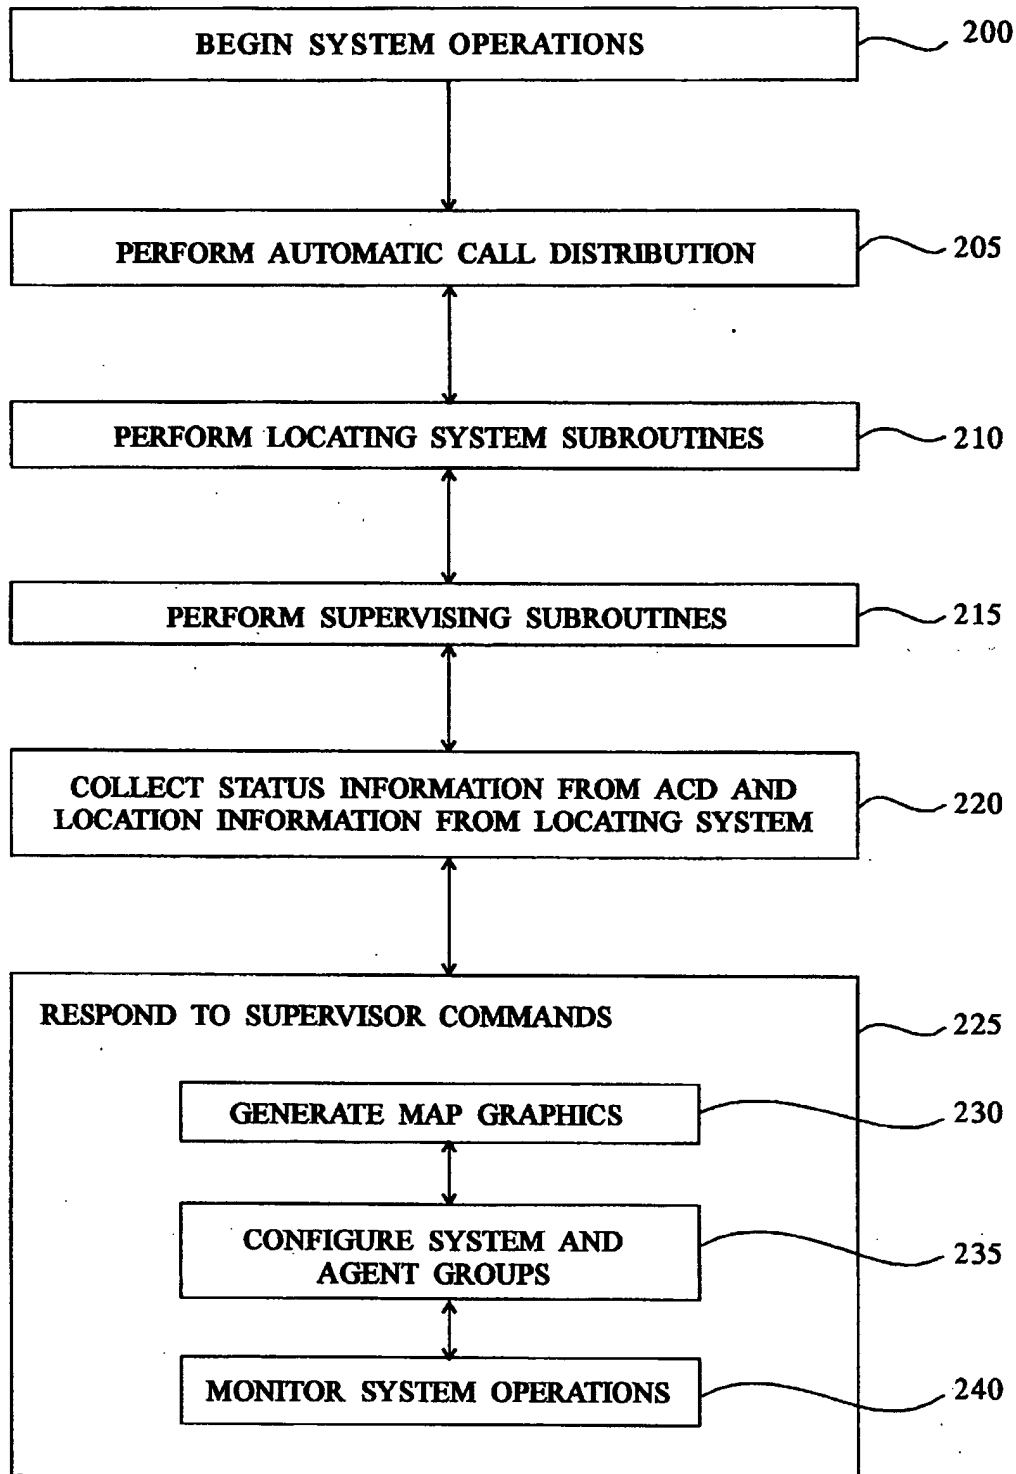 BEGIN SYSTEM OPERATIONS 200
PERFORM AUTOMATIC CALL DISTRIBUTION 205
PERFORM LOCATING SYSTEM SUBROUTINES 210
PERFORM SUPERVISING SUBROUTINES 215
COLLECT STATUS INFORMATION FROM ACD AND
LOCATION INFORMATION FROM LOCATING SYSTEM
220
RESPOND TO SUPERVISOR COMMANDS 225
GENERATE MAP GRAPHICS 230
CONFIGURE SYSTEM AND
AGENT GROUPS
235
MONITOR SYSTEM OPERATIONS 240